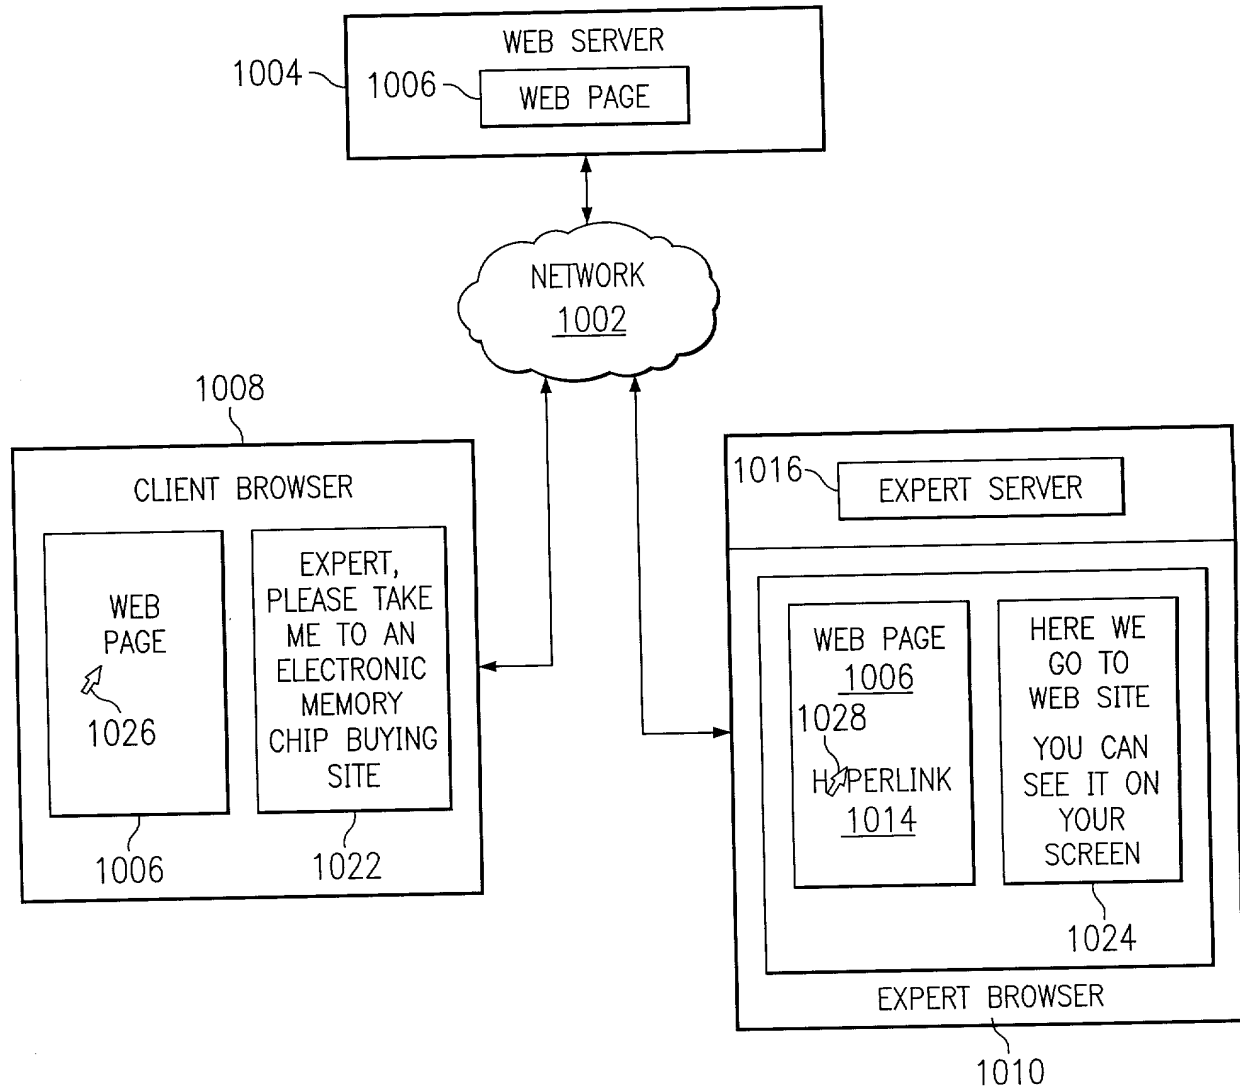 WEB SERVER
1004
1006
WEB PAGE
NETWORK
1002
1008
CLIENT BROWSER
WEB
PAGE
1026
1006
EXPERT,
PLEASE TAKE
ME TO AN
ELECTRONIC
MEMORY
CHIP BUYING
SITE
1022
1016
EXPERT SERVER
WEB PAGE
1006
1028
HYPERLINK
1014
HERE WE
GO TO
WEB SITE
YOU CAN
SEE IT ON
YOUR
SCREEN
1024
EXPERT BROWSER
1010